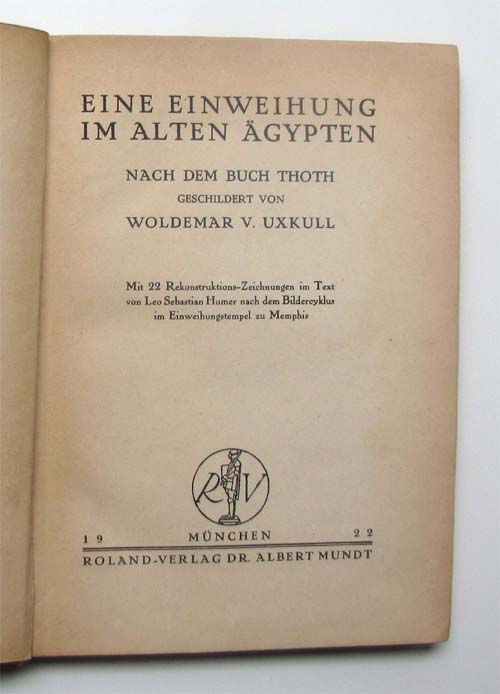 EINE EINWEIHUNG
IM ALTEN ÄGYPTEN
NACH DEM BUCH THOTH
GESCHILDERT VON
WOLDEMAR V. UXKULL
Mit 22 Rekonstruktions-Zeichnungen im Text
von Leo Sebastian Humer nach dem Bildercyklus
im Einweihungstempel zu Memphis
R V
19 MÜNCHEN 22
ROLAND-VERLAG DR. ALBERT MUNDT